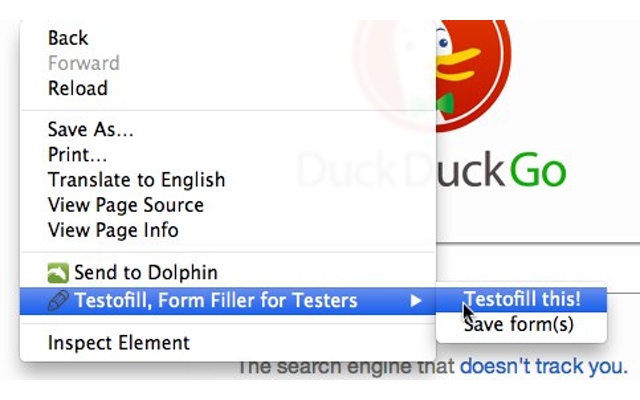 Back
Forward
Reload
Save As...
Print...
Translate to English
View Page Source
View Page Info
Send to Dolphin
Testofill, Form Filler for Testers
Testofill this!
Save form(s)
Inspect Element
DuckDuckGo
The search engine that doesn't track you.